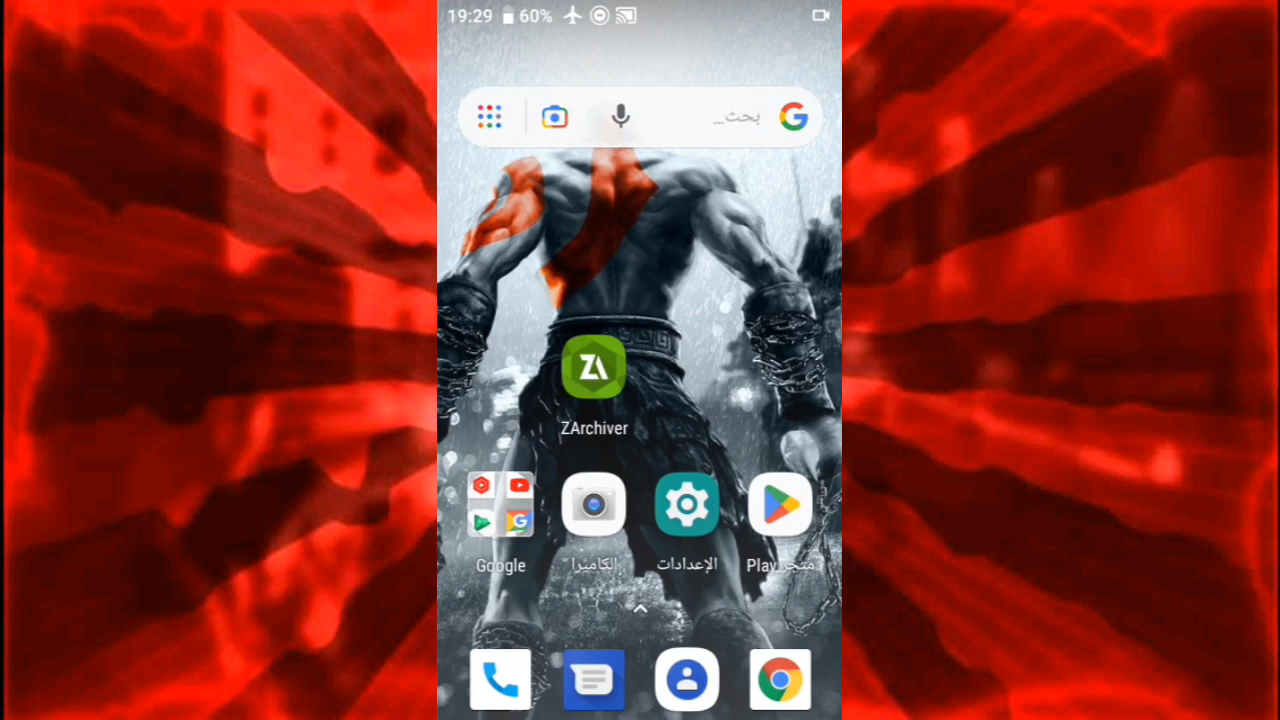 19:29 60%
بحث...
ZArchiver
Google
الكاميرا
الإعدادات
متجر Play